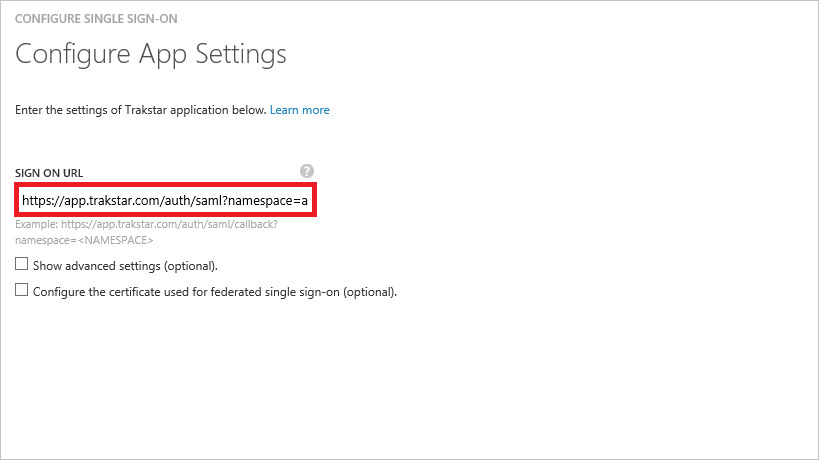 CONFIGURE SINGLE SIGN-ON
Configure App Settings
Enter the settings of Trakstar application below. Learn more
SIGN ON URL ?
https://app.trakstar.com/auth/saml?namespace=a
Example: https://app.trakstar.com/auth/saml/callback?
namespace=<NAMESPACE>
Show advanced settings (optional).
Configure the certificate used for federated single sign-on (optional).